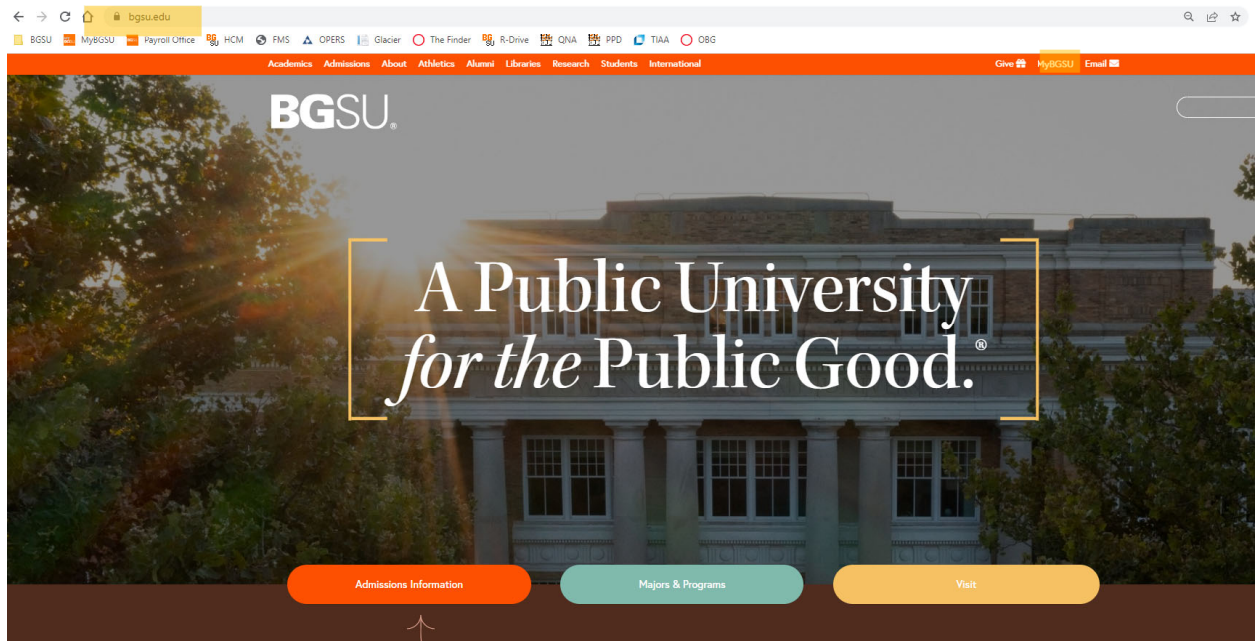 bgsu.edu
BGSU MyBGSU Payroll Office BGSU HCM FMS OPERS Glacier The Finder BGSU R-Drive QNA PPD TIAA OBG
Academics Admissions About Athletics Alumni Libraries Research Students International Give MyBGSU Email
BGSU®
A Public University
for the Public Good.®
Admissions Information Majors & Programs Visit